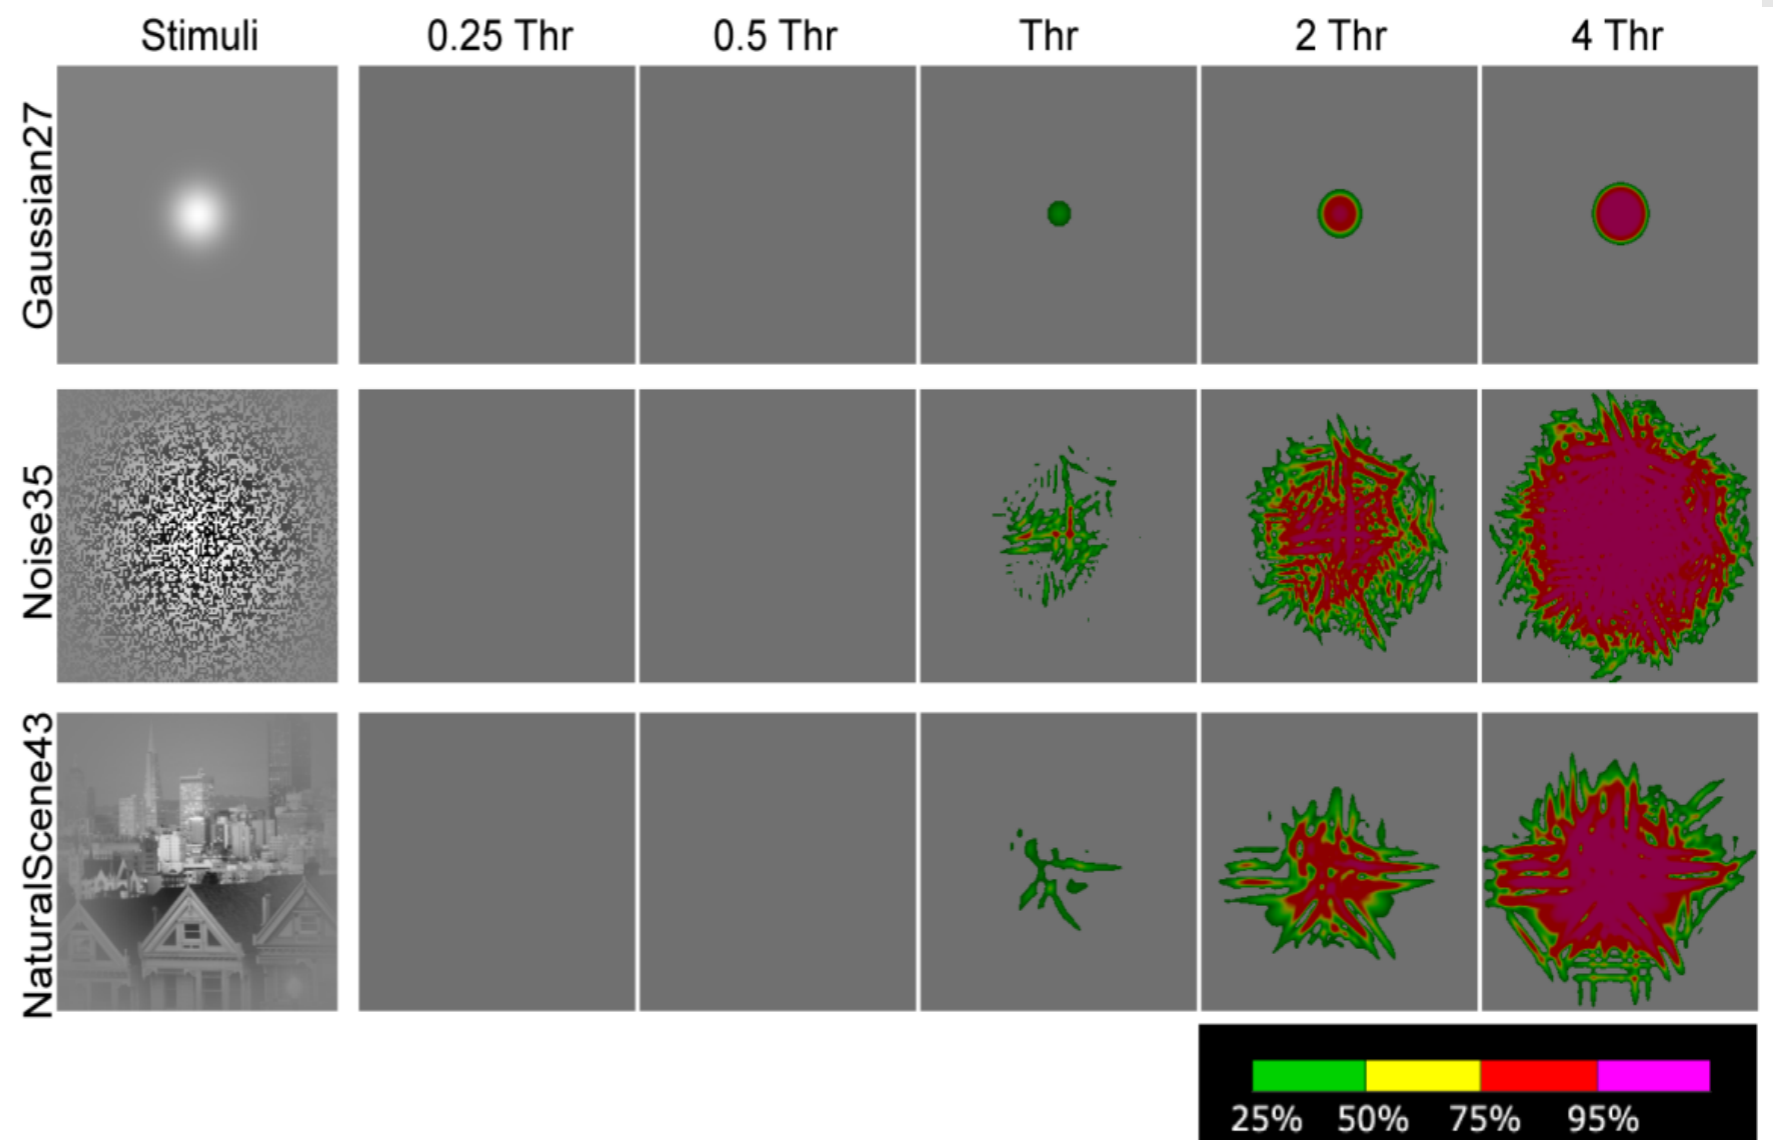 Stimuli 0.25 Thr 0.5 Thr Thr 2 Thr 4 Thr
Gaussian27
Noise35
NaturalScene43
25% 50% 75% 95%